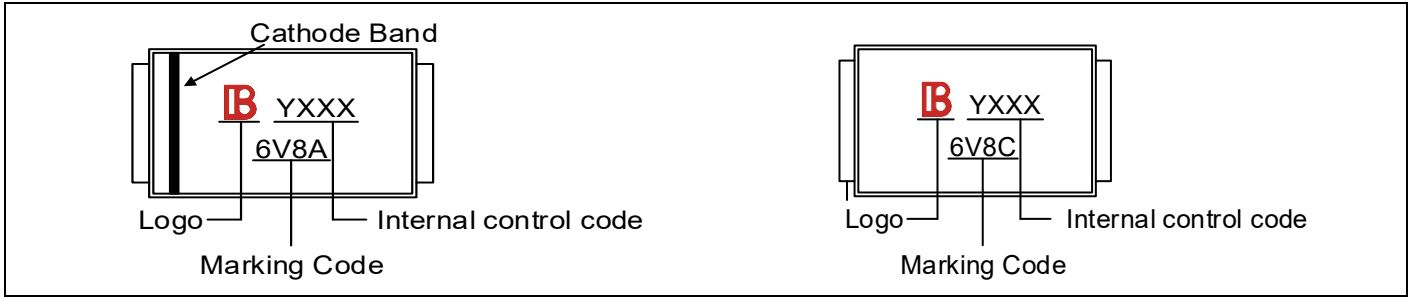 Cathode Band
B YXXX
6V8A
Logo
Internal control code
Marking Code
B YXXX
6V8C
Logo
Internal control code
Marking Code